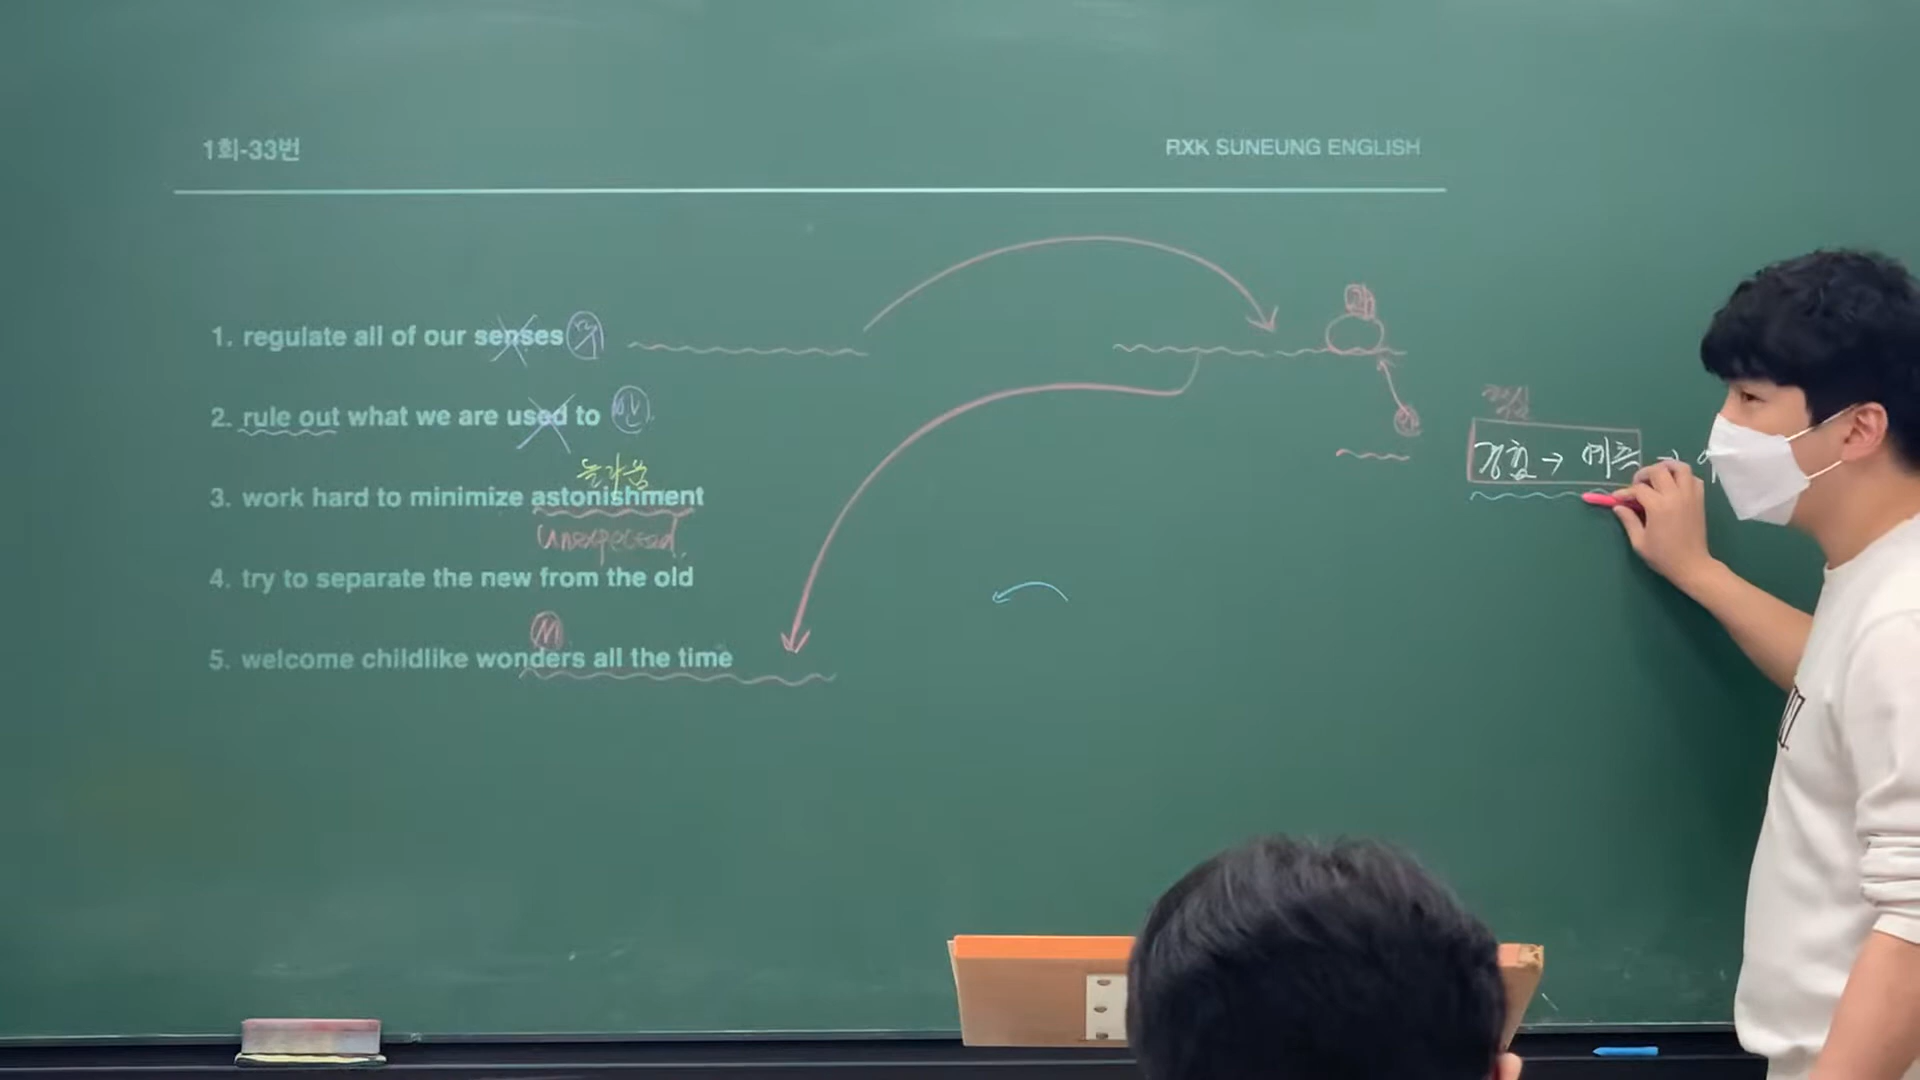 1회-33번
RXK SUNEUNG ENGLISH
1. regulate all of our senses
2. rule out what we are used to
놀라움
3. work hard to minimize astonishment
unexpected
4. try to separate the new from the old
M
5. welcome childlike wonders all the time
경험 → 예측 →